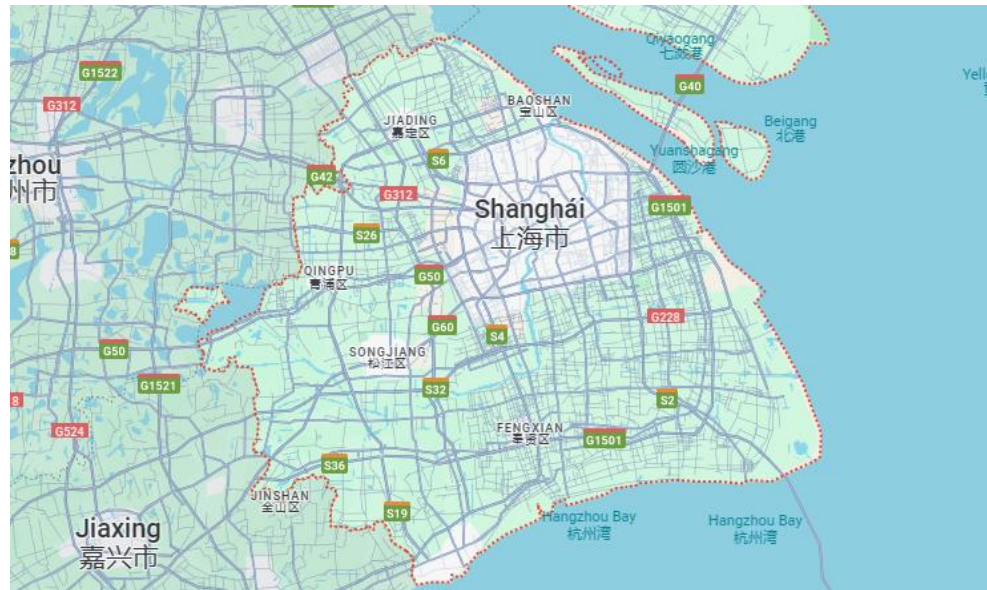 Qiyaogang
七滧港
G1522
Yell
G40
G312
BAOSHAN
宝山区
JIADING
嘉定区
Beigang
北港
Yuanshagang
圆沙港
S6
zhou
州市
G42
G312
Shanghái
上海市
G1501
S26
8
QINGPU
青浦区
G50
G228
G60
S4
G50
SONGJIANG
松江区
G1521
S32
8
S2
G524
FENGXIAN
奉贤区
G1501
S36
JINSHAN
金山区
S19
Hangzhou Bay
杭州湾
Hangzhou Bay
杭州湾
Jiaxing
嘉兴市